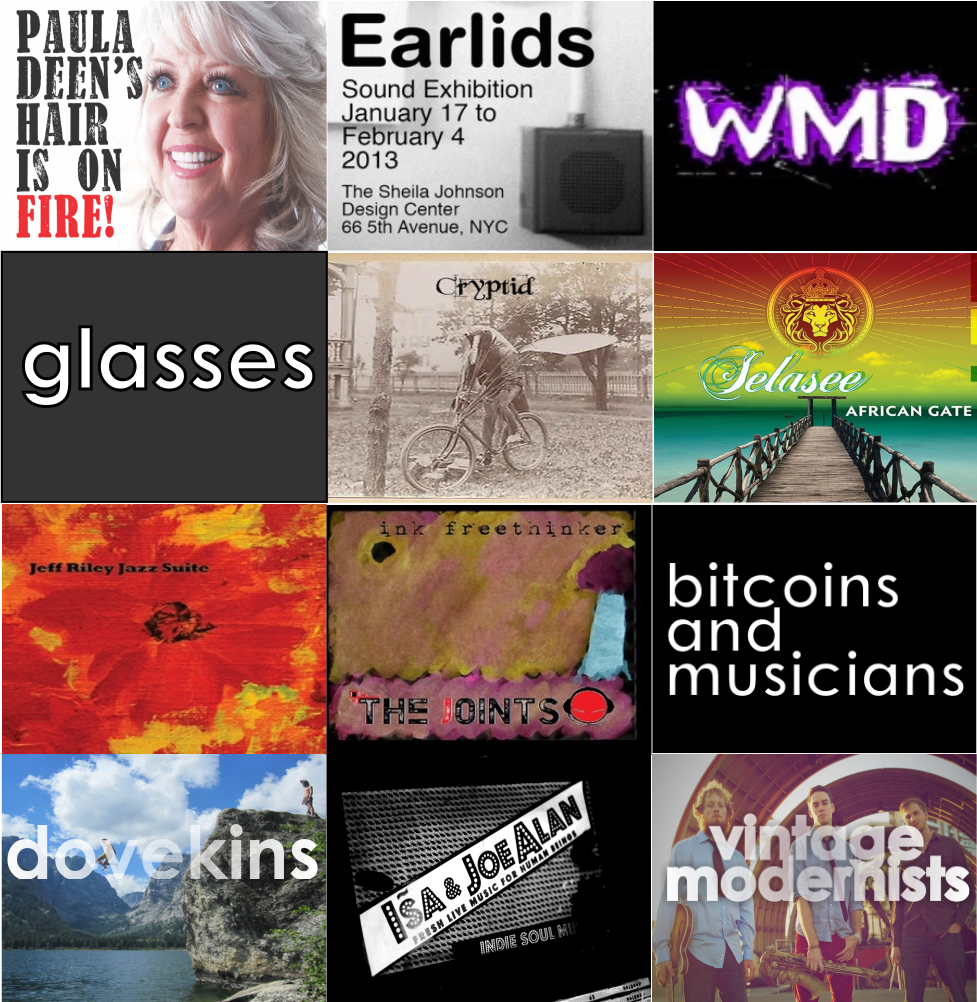 PAULA
DEEN'S
HAIR
IS ON
FIRE!
Earlids
Sound Exhibition
January 17 to
February 4
2013
The Sheila Johnson
Design Center
66 5th Avenue, NYC
WMD
glasses
Cryptid
Selasee
AFRICAN GATE
Jeff Riley Jazz Suite
ink freethinker
THE JOINTS
bitcoins
and
musicians
dovekins
ISA & JOE ALAN
FRESH LIVE MUSIC FOR HUMAN BEINGS
INDIE SOUL
vintage
modernists